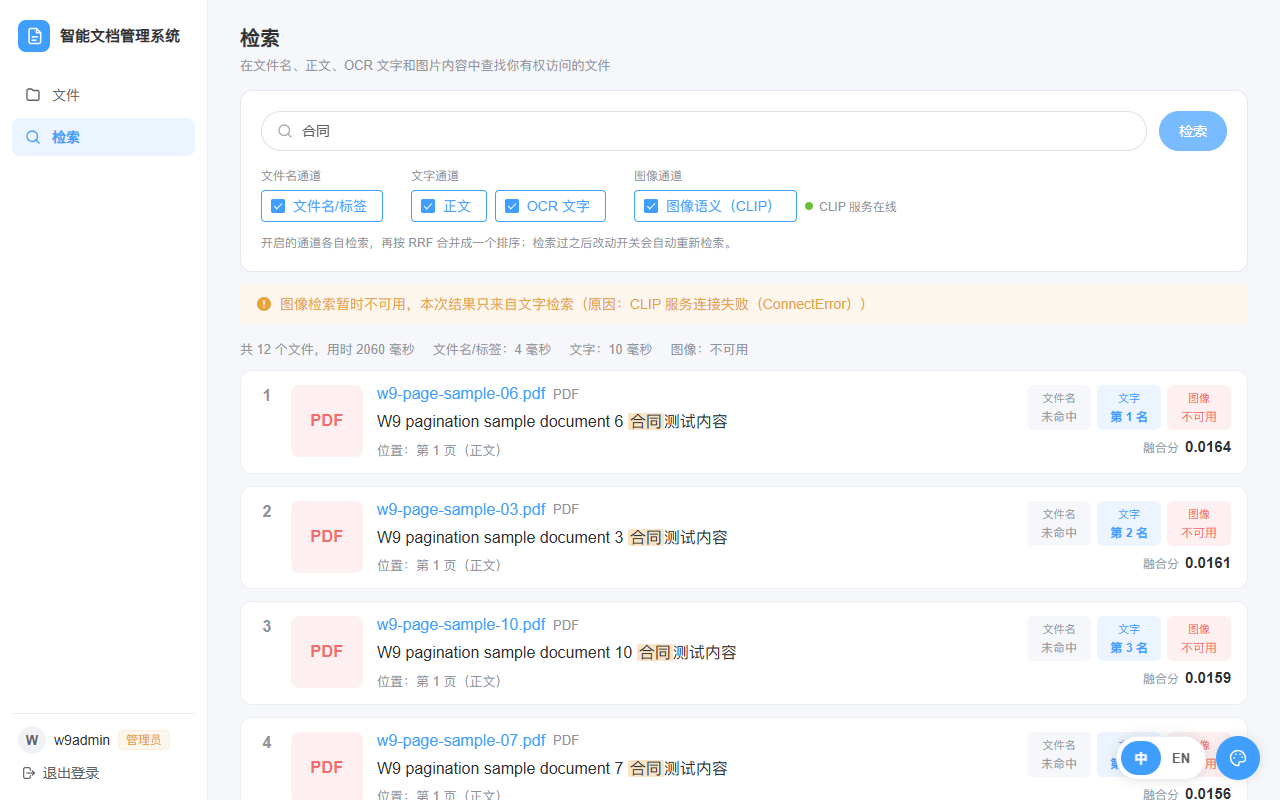 智能文档管理系统
文件
检索
检索
在文件名、正文、OCR 文字和图片内容中查找你有权访问的文件
合同
检索
文件名通道
文字通道
图像通道
文件名/标签
正文
OCR 文字
图像语义（CLIP）
CLIP 服务在线
开启的通道各自检索，再按 RRF 合并成一个排序；检索过之后改动开关会自动重新检索。
图像检索暂时不可用，本次结果只来自文字检索（原因：CLIP 服务连接失败（ConnectError））
共 12 个文件，用时 2060 毫秒 文件名/标签：4 毫秒 文字：10 毫秒 图像：不可用
1
PDF
w9-page-sample-06.pdf PDF
W9 pagination sample document 6 合同测试内容
位置：第 1 页（正文）
文件名
未命中
文字
第 1 名
图像
不可用
融合分 0.0164
2
PDF
w9-page-sample-03.pdf PDF
W9 pagination sample document 3 合同测试内容
位置：第 1 页（正文）
文件名
未命中
文字
第 2 名
图像
不可用
融合分 0.0161
3
PDF
w9-page-sample-10.pdf PDF
W9 pagination sample document 10 合同测试内容
位置：第 1 页（正文）
文件名
未命中
文字
第 3 名
图像
不可用
融合分 0.0159
4
PDF
w9-page-sample-07.pdf PDF
W9 pagination sample document 7 合同测试内容
位置：第 1 页（正文）
文件名
未命中
融合分 0.0156
中
EN
W
w9admin
管理员
退出登录